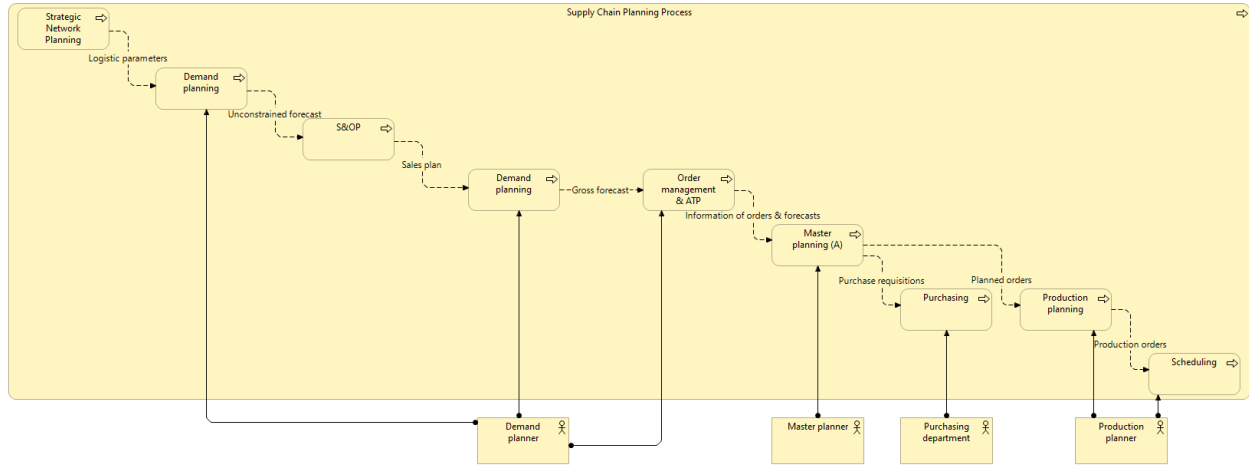 Supply Chain Planning Process
Strategic
Network
Planning
Logistic parameters
Demand
planning
Unconstrained forecast
S&OP
Sales plan
Demand
planning
Gross forecast
Order
management
& ATP
Information of orders & forecasts
Master
planning (A)
Purchase requisitions
Planned orders
Purchasing
Production
planning
Production orders
Scheduling
Demand
planner
Master planner
Purchasing
department
Production
planner